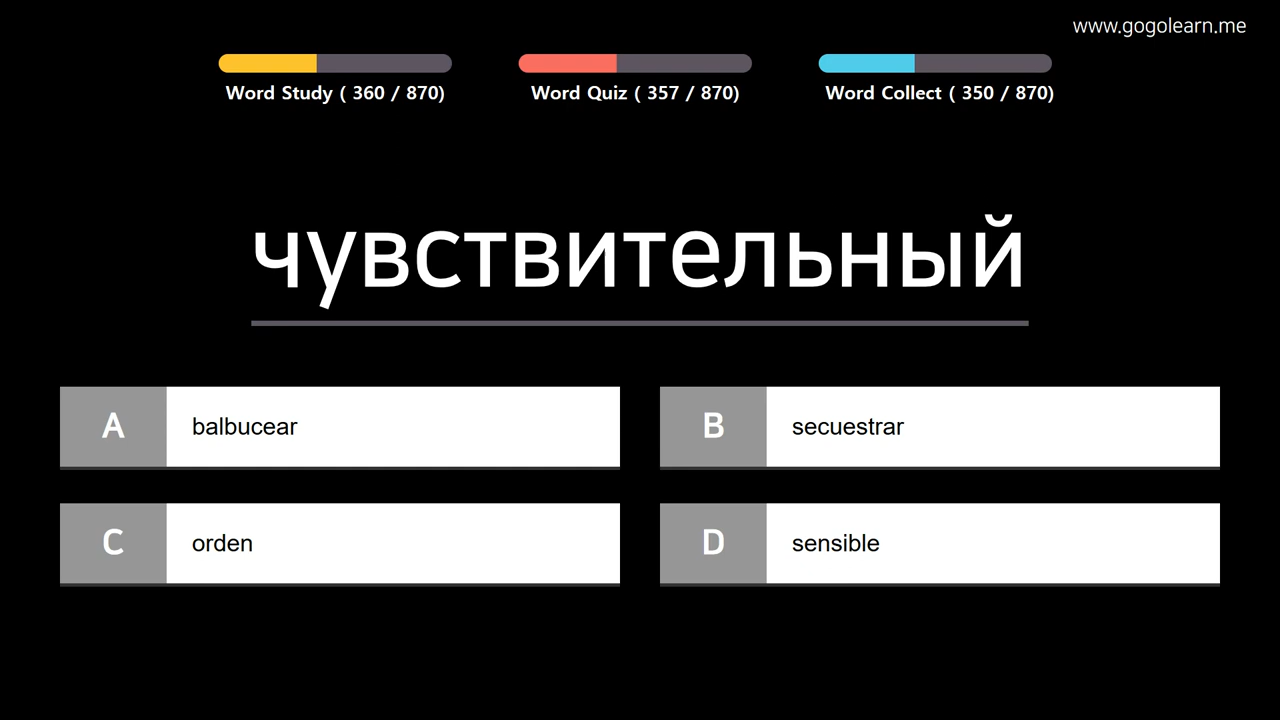 www.gogolearn.me
Word Study ( 360 / 870)
Word Quiz ( 357 / 870)
Word Collect ( 350 / 870)
чувствительный
A balbucear
B secuestrar
C orden
D sensible